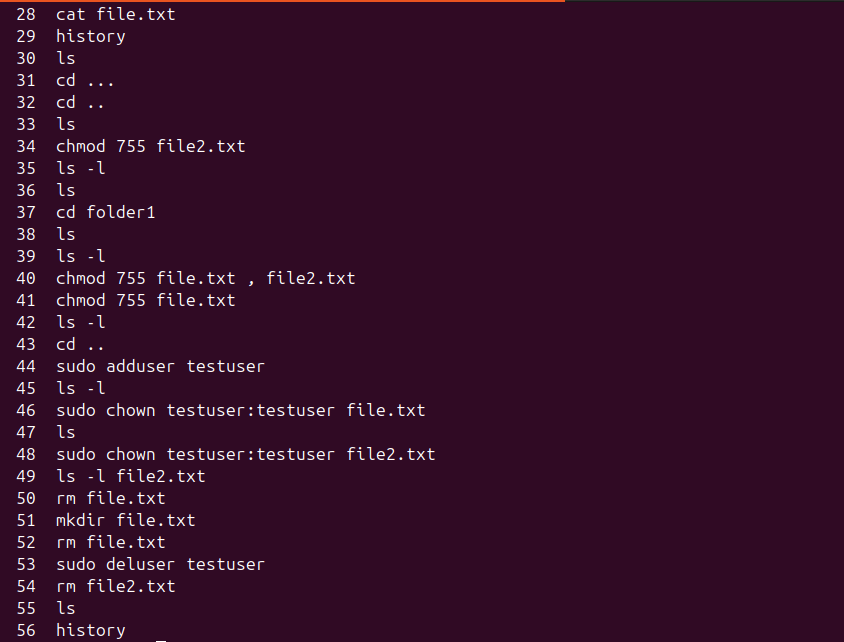 28 cat file.txt
29 history
30 ls
31 cd ...
32 cd ..
33 ls
34 chmod 755 file2.txt
35 ls -l
36 ls
37 cd folder1
38 ls
39 ls -l
40 chmod 755 file.txt , file2.txt
41 chmod 755 file.txt
42 ls -l
43 cd ..
44 sudo adduser testuser
45 ls -l
46 sudo chown testuser:testuser file.txt
47 ls
48 sudo chown testuser:testuser file2.txt
49 ls -l file2.txt
50 rm file.txt
51 mkdir file.txt
52 rm file.txt
53 sudo deluser testuser
54 rm file2.txt
55 ls
56 history